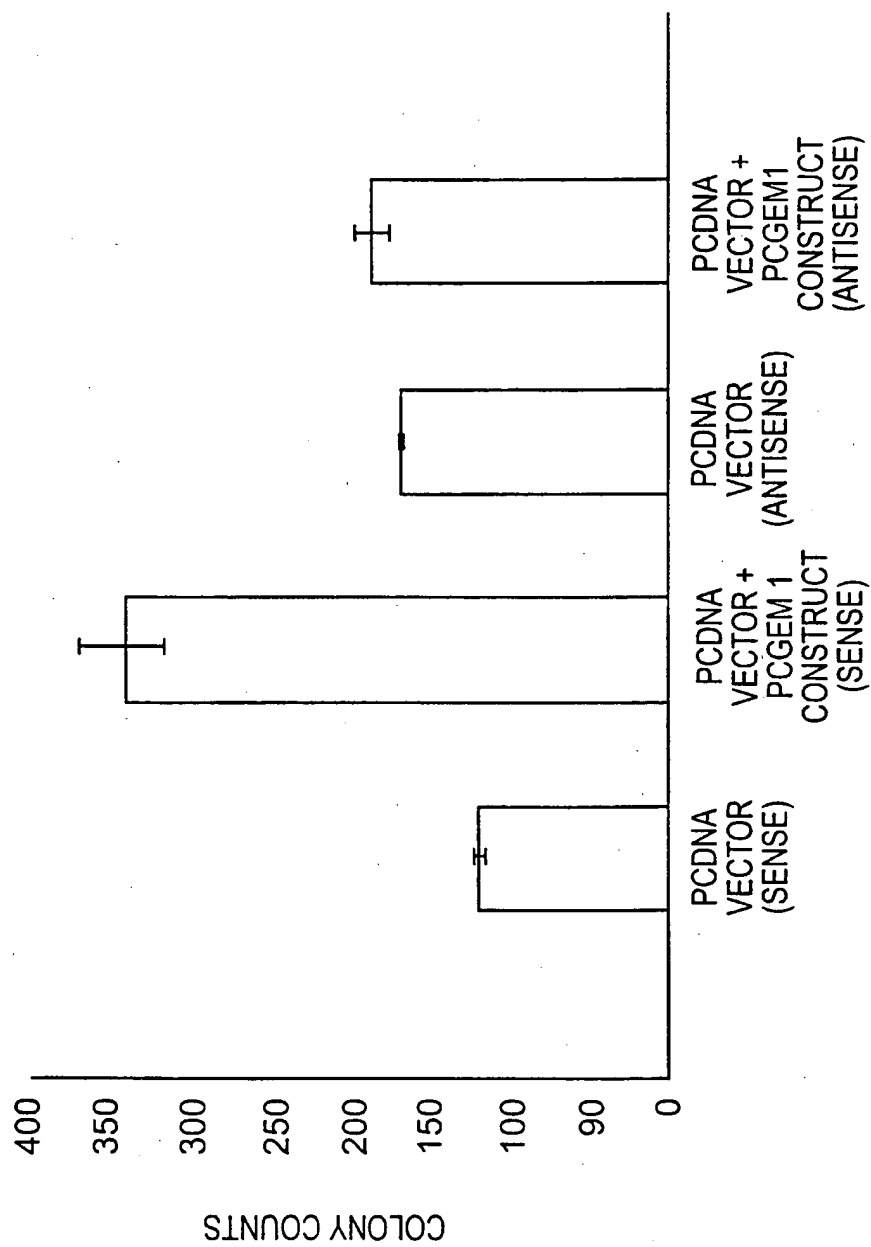 COLONY COUNTS
400
350
300
250
200
150
100
90
0
PCDNA
VECTOR
(SENSE)
PCDNA
VECTOR +
PCGEM 1
CONSTRUCT
(SENSE)
PCDNA
VECTOR
(ANTISENSE)
PCDNA
VECTOR +
PCGEM1
CONSTRUCT
(ANTISENSE)